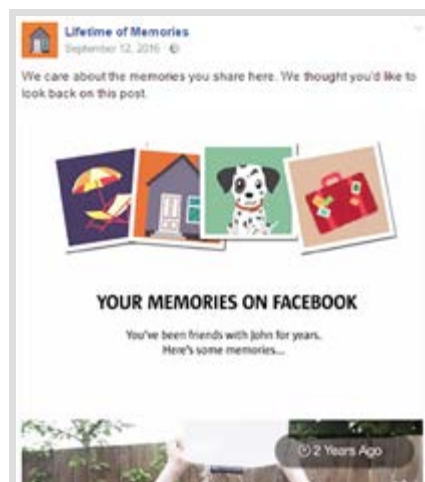 Lifetime of Memories
September 12, 2016
We care about the memories you share here. We thought you'd like to
look back on this post.
YOUR MEMORIES ON FACEBOOK
You've been friends with John for years.
Here's some memories...
2 Years Ago